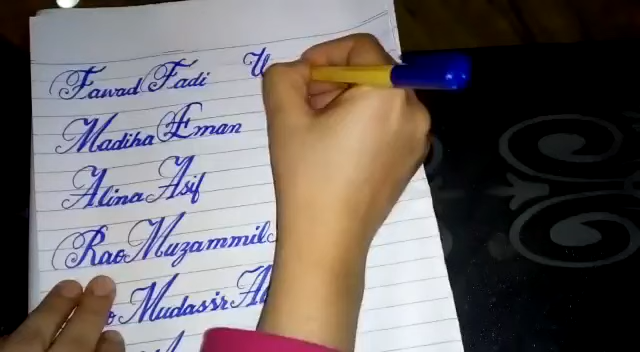 Fawad Fadi
Madiha Eman
Alina Asif
Rao Muzammil
Mudassir